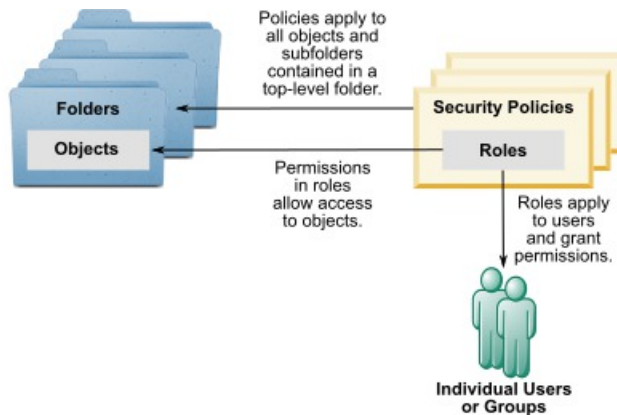 Policies apply to
all objects and
subfolders
contained in a
top-level folder.
Folders
Security Policies
Objects
Roles
Permissions
in roles
allow access
to objects.
Roles apply
to users
and grant
permissions.
Individual Users
or Groups